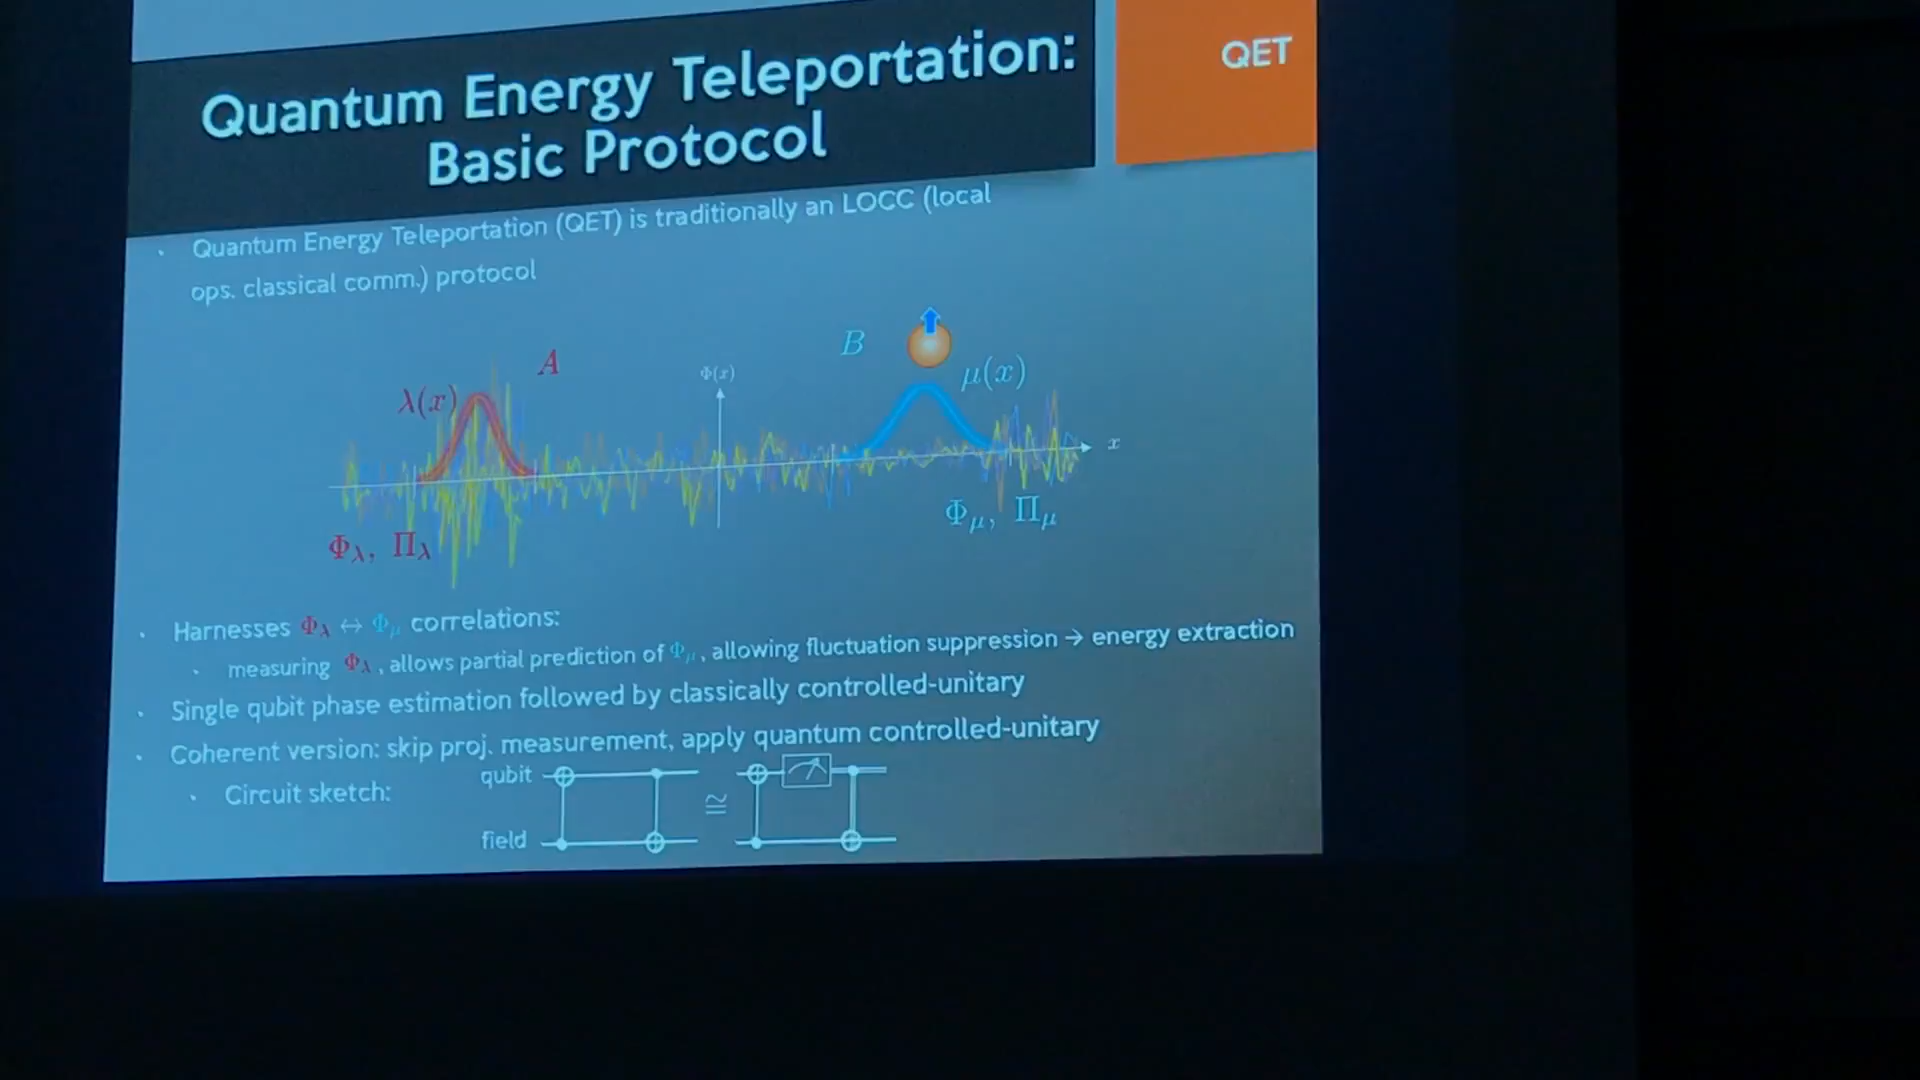 Quantum Energy Teleportation:
Basic Protocol
QET
Quantum Energy Teleportation (QET) is traditionally an LOCC (local
ops. classical comm.) protocol
A
B
λ(x)
Φ(x)
μ(x)
x
Φλ, Πλ
Φμ, Πμ
Harnesses Φλ ↔ Φμ correlations:
measuring Φλ, allows partial prediction of Φμ, allowing fluctuation suppression → energy extraction
Single qubit phase estimation followed by classically controlled-unitary
Coherent version: skip proj. measurement, apply quantum controlled-unitary
Circuit sketch:
qubit
≅
field